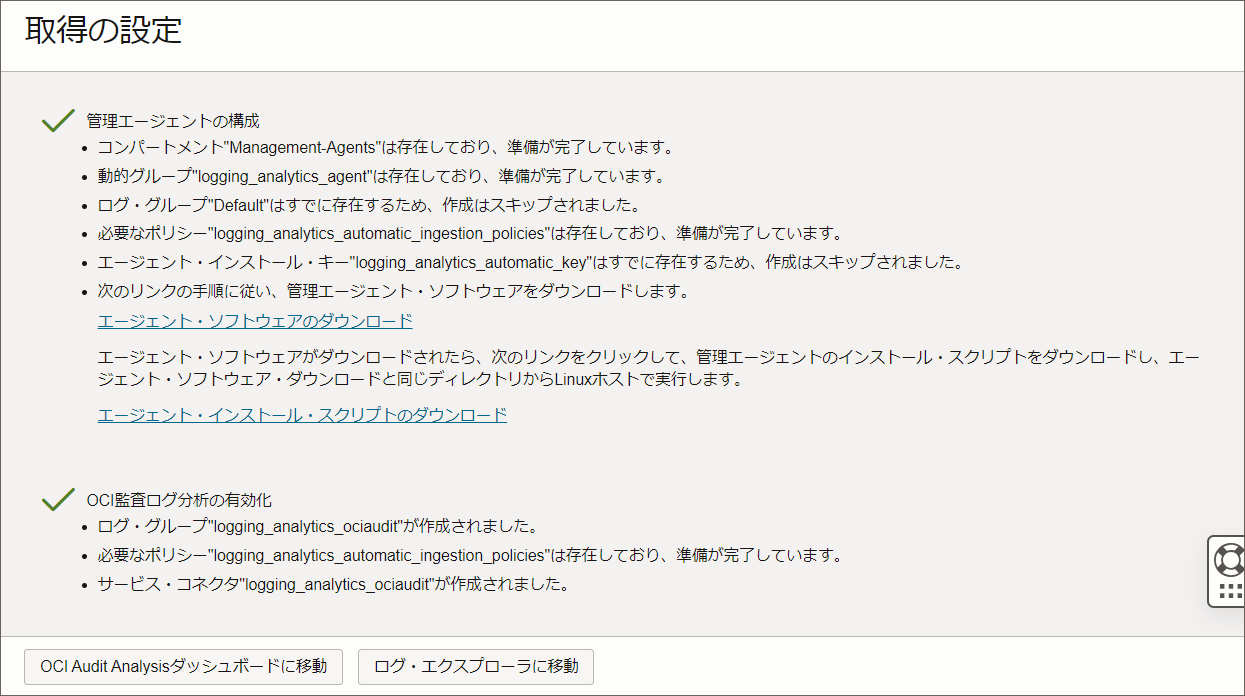 取得の設定
管理エージェントの構成
• コンパートメント"Management-Agents"は存在しており、準備が完了しています。
• 動的グループ"logging_analytics_agent"は存在しており、準備が完了しています。
• ログ・グループ"Default"はすでに存在するため、作成はスキップされました。
• 必要なポリシー"logging_analytics_automatic_ingestion_policies"は存在しており、準備が完了しています。
• エージェント・インストール・キー"logging_analytics_automatic_key"はすでに存在するため、作成はスキップされました。
• 次のリンクの手順に従い、管理エージェント・ソフトウェアをダウンロードします。
エージェント・ソフトウェアのダウンロード
エージェント・ソフトウェアがダウンロードされたら、次のリンクをクリックして、管理エージェントのインストール・スクリプトをダウンロードし、エー
ジェント・ソフトウェア・ダウンロードと同じディレクトリからLinuxホストで実行します。
エージェント・インストール・スクリプトのダウンロード
OCI監査ログ分析の有効化
• ログ・グループ"logging_analytics_ociaudit"が作成されました。
• 必要なポリシー"logging_analytics_automatic_ingestion_policies"は存在しており、準備が完了しています。
• サービス・コネクタ"logging_analytics_ociaudit"が作成されました。
OCI Audit Analysisダッシュボードに移動
ログ・エクスプローラに移動